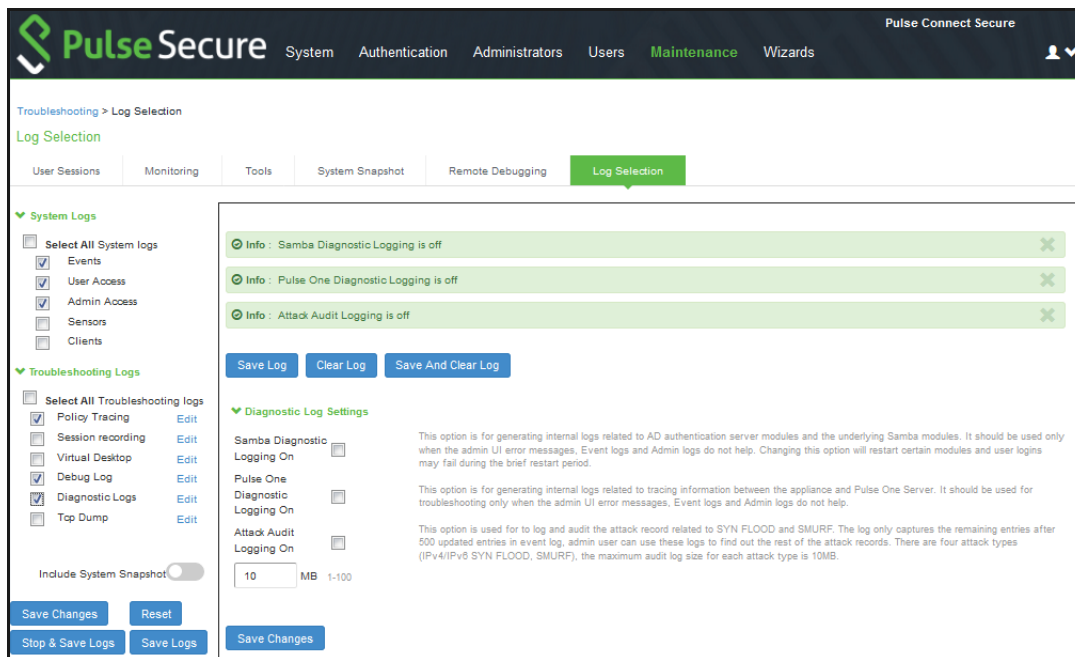 Pulse Connect Secure
Pulse Secure
System Authentication Administrators Users Maintenance Wizards
Troubleshooting > Log Selection
Log Selection
User Sessions Monitoring Tools System Snapshot Remote Debugging Log Selection
System Logs
Select All System logs
Events
User Access
Admin Access
Sensors
Clients
Troubleshooting Logs
Select All Troubleshooting logs
Policy Tracing Edit
Session recording Edit
Virtual Desktop Edit
Debug Log Edit
Diagnostic Logs Edit
Tcp Dump Edit
Include System Snapshot
Save Changes Reset
Stop & Save Logs Save Logs
Info : Samba Diagnostic Logging is off
Info : Pulse One Diagnostic Logging is off
Info : Attack Audit Logging is off
Save Log Clear Log Save And Clear Log
Diagnostic Log Settings
Samba Diagnostic
Logging On
This option is for generating internal logs related to AD authentication server modules and the underlying Samba modules. It should be used only
when the admin UI error messages, Event logs and Admin logs do not help. Changing this option will restart certain modules and user logins
may fail during the brief restart period.
Pulse One
Diagnostic
Logging On
This option is for generating internal logs related to tracing information between the appliance and Pulse One Server. It should be used for
troubleshooting only when the admin UI error messages, Event logs and Admin logs do not help.
Attack Audit
Logging On
This option is used for to log and audit the attack record related to SYN FLOOD and SMURF. The log only captures the remaining entries after
500 updated entries in event log, admin user can use these logs to find out the rest of the attack records. There are four attack types
(IPv4/IPv6 SYN FLOOD, SMURF), the maximum audit log size for each attack type is 10MB.
10 MB 1-100
Save Changes